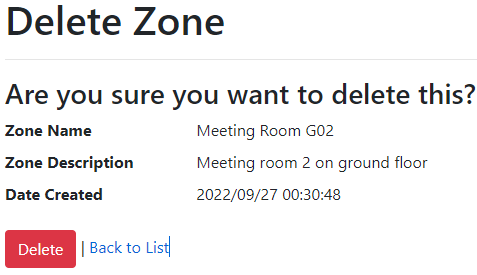 Delete Zone
Are you sure you want to delete this?
Zone Name Meeting Room G02
Zone Description Meeting room 2 on ground floor
Date Created 2022/09/27 00:30:48
Delete | Back to List